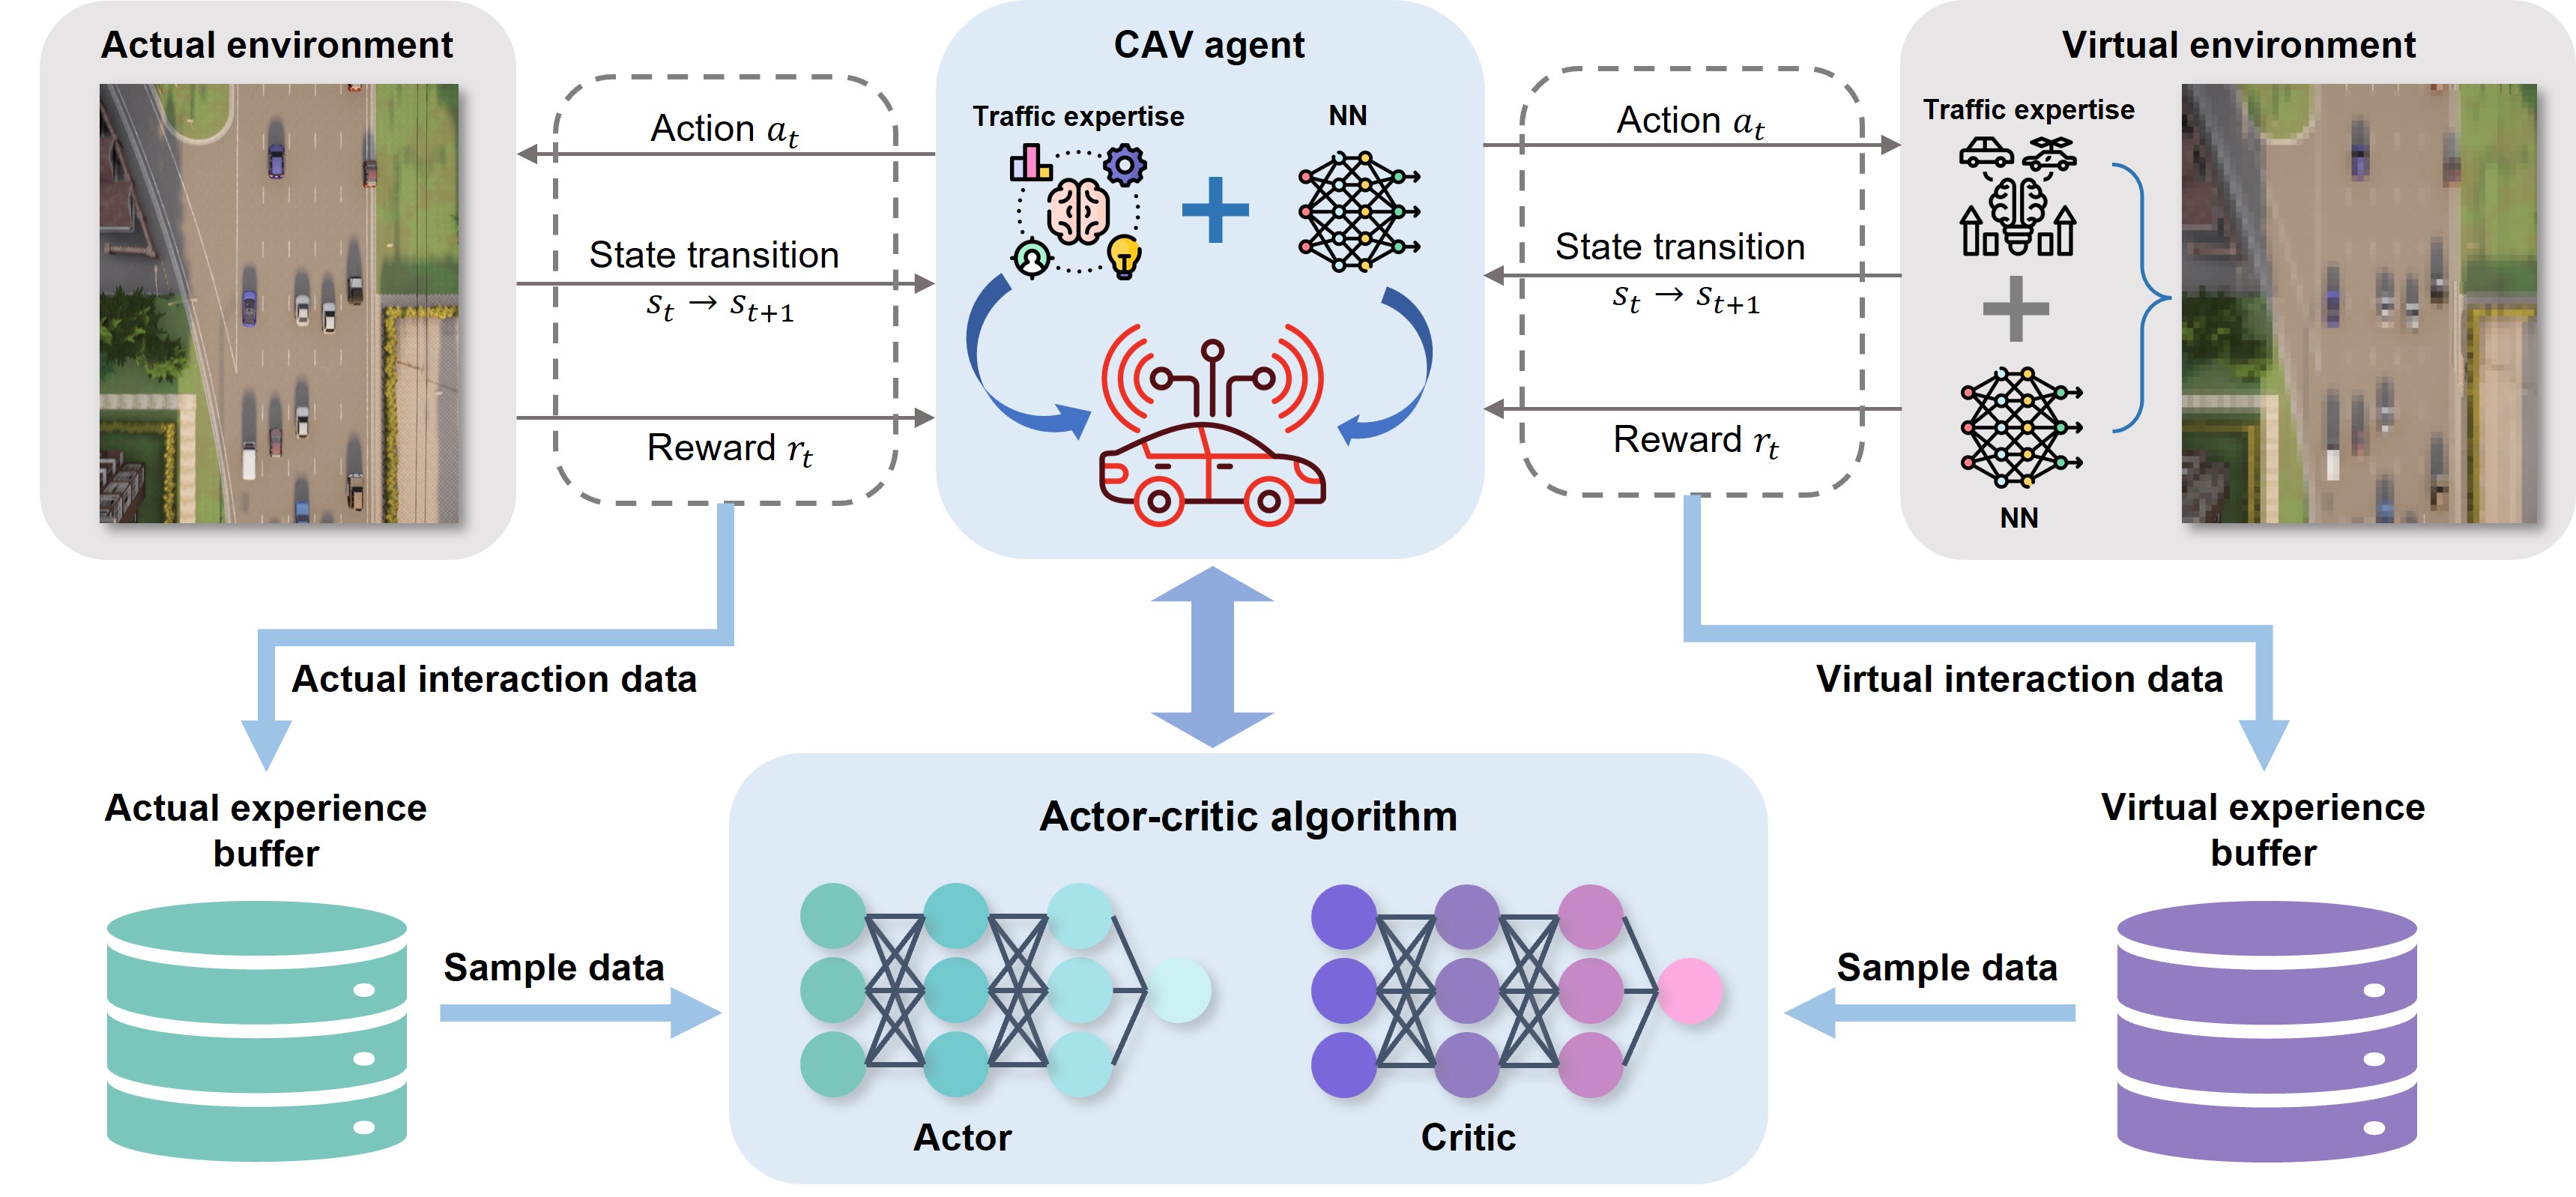 Actual environment
Action a_t
State transition
s_t → s_{t+1}
Reward r_t
CAV agent
Traffic expertise
NN
Action a_t
State transition
s_t → s_{t+1}
Reward r_t
Virtual environment
Traffic expertise
NN
Actual interaction data
Virtual interaction data
Actual experience
buffer
Sample data
Actor-critic algorithm
Actor
Critic
Virtual experience
buffer
Sample data